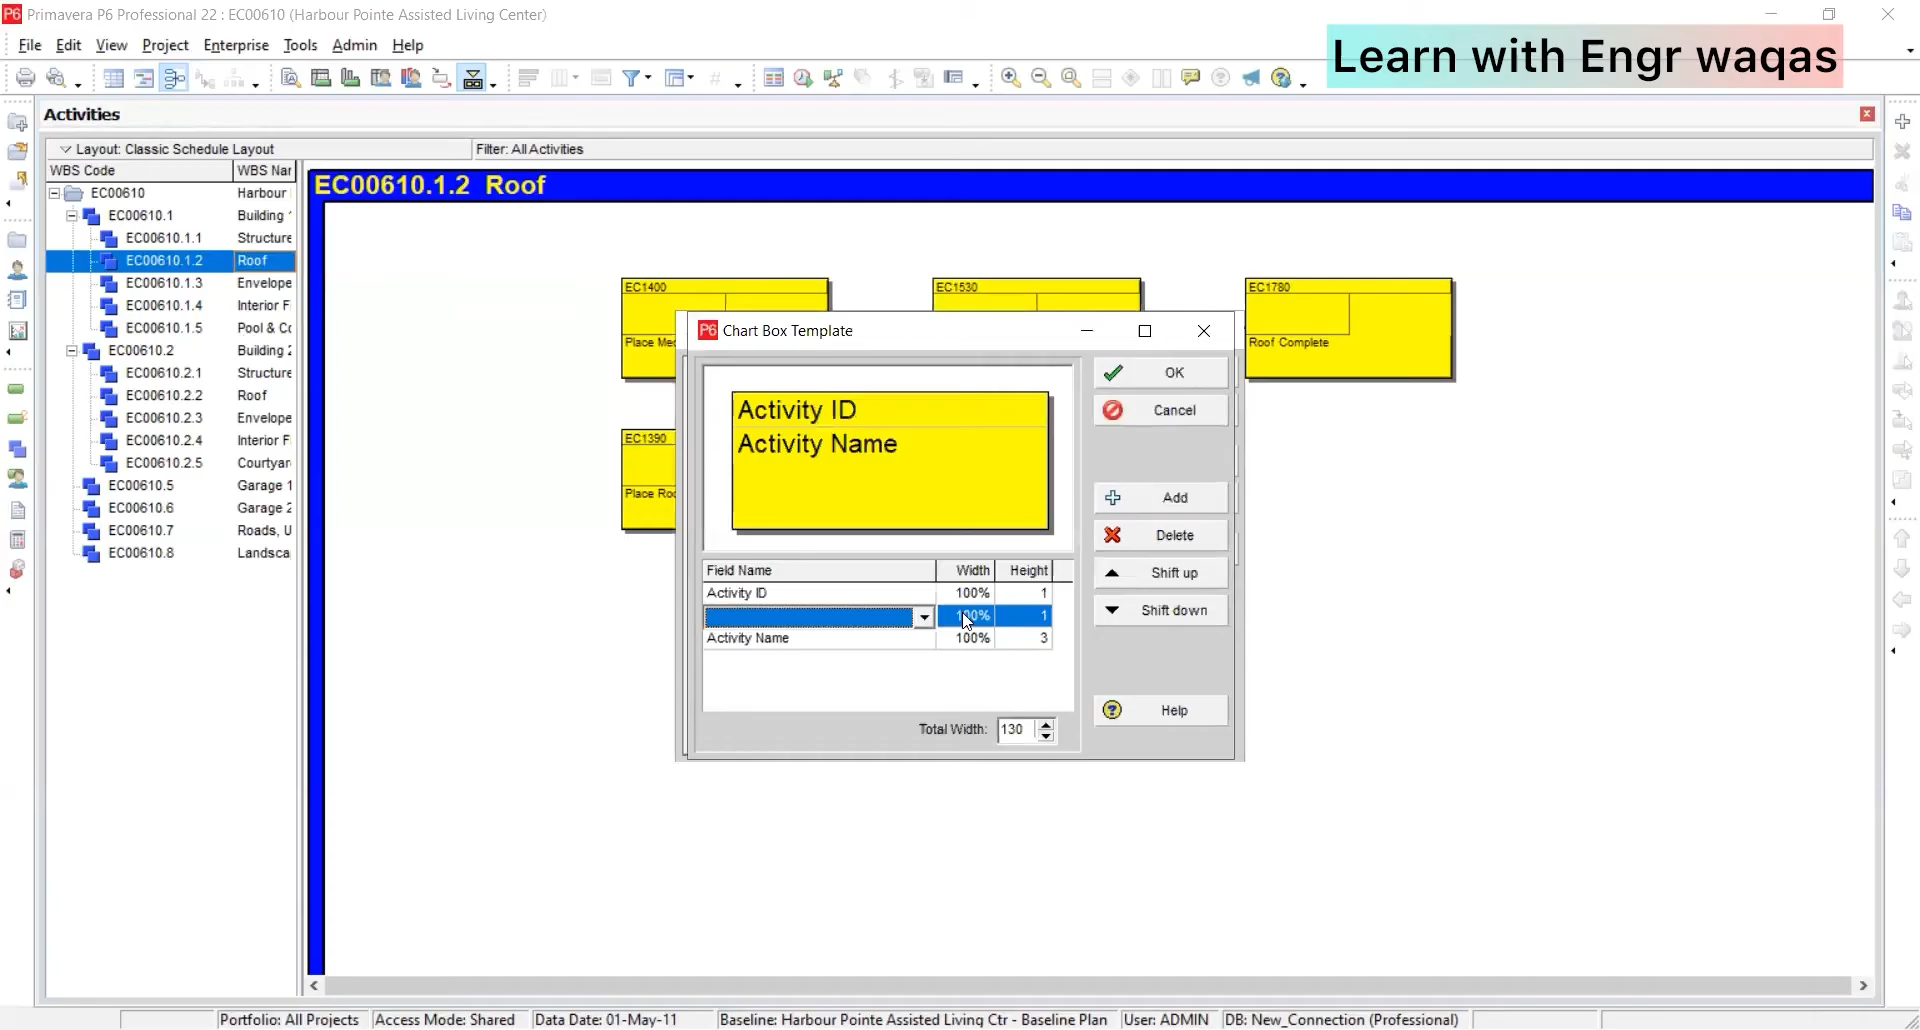 Primavera P6 Professional 22 : EC00610 (Harbour Pointe Assisted Living Center)
File Edit View Project Enterprise Tools Admin Help
Learn with Engr waqas
Activities
Layout: Classic Schedule Layout
Filter: All Activities
WBS Code WBS Nar
EC00610 Harbour
EC00610.1 Building
EC00610.1.1 Structure
EC00610.1.2 Roof
EC00610.1.3 Envelope
EC00610.1.4 Interior F
EC00610.1.5 Pool & Co
EC00610.2 Building 2
EC00610.2.1 Structure
EC00610.2.2 Roof
EC00610.2.3 Envelope
EC00610.2.4 Interior F
EC00610.2.5 Courtyar
EC00610.5 Garage 1
EC00610.6 Garage 2
EC00610.7 Roads, U
EC00610.8 Landsca
EC00610.1.2 Roof
EC1400
Place Mec
EC1530
EC1780
Roof Complete
EC1390
Place Roo
P6 Chart Box Template
Activity ID
Activity Name
Field Name Width Height
Activity ID 100% 1
100% 1
Activity Name 100% 3
Total Width: 130
OK
Cancel
Add
Delete
Shift up
Shift down
Help
Portfolio: All Projects Access Mode: Shared Data Date: 01-May-11 Baseline: Harbour Pointe Assisted Living Ctr - Baseline Plan User: ADMIN DB: New_Connection (Professional)